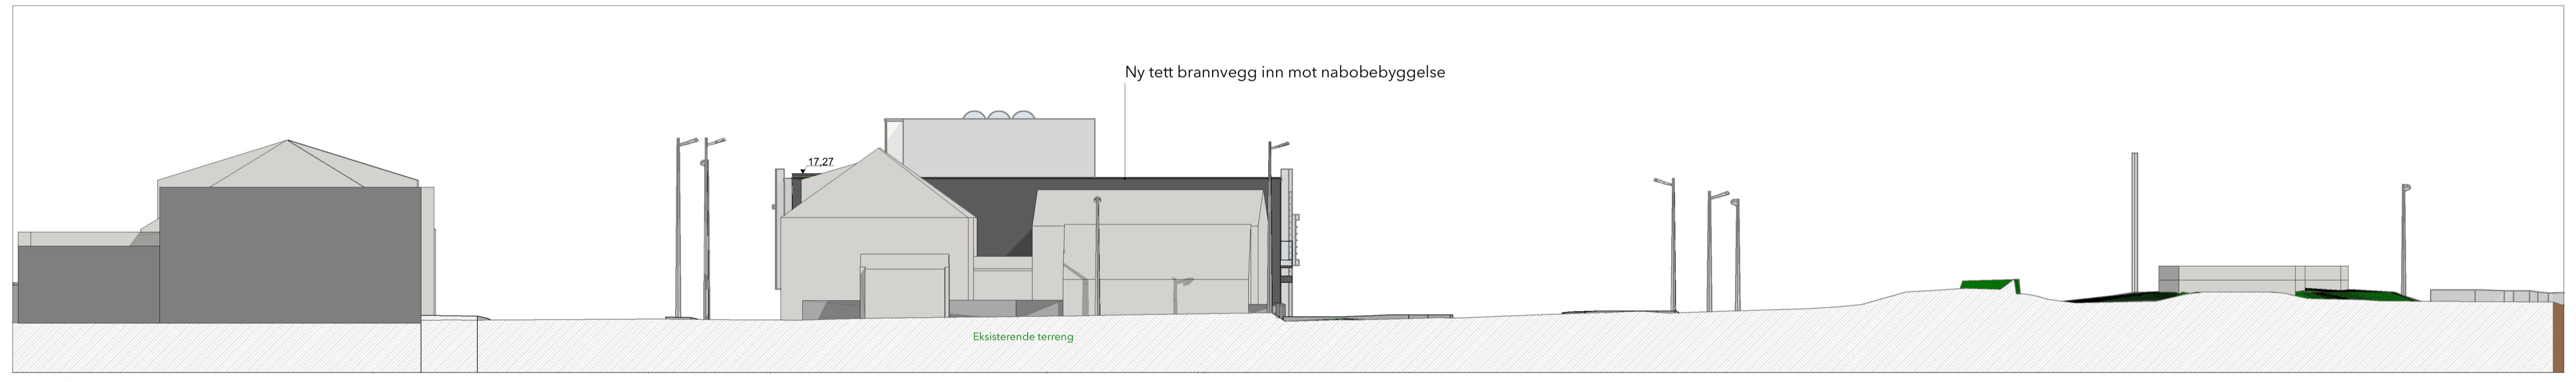 Ny tett brannvegg inn mot nabobebyggelse
17,27
Eksisterende terreng